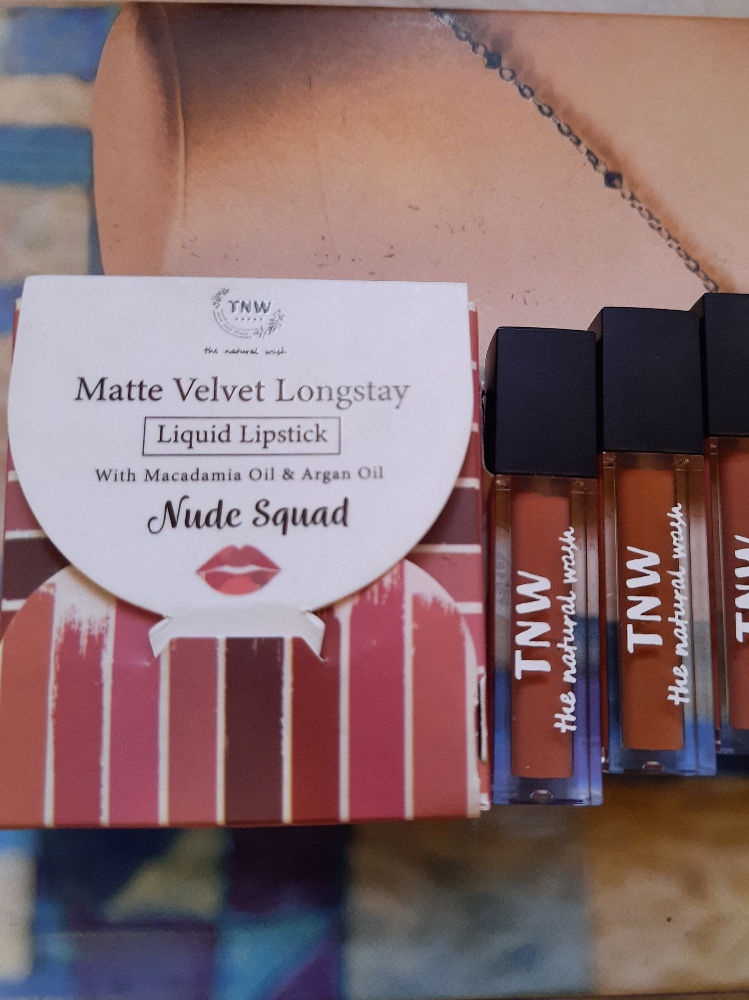 TNW
the natural wash
Matte Velvet Longstay
Liquid Lipstick
With Macadamia Oil & Argan Oil
Nude Squad
TNW
the natural wash
TNW
the natural wash
TNW